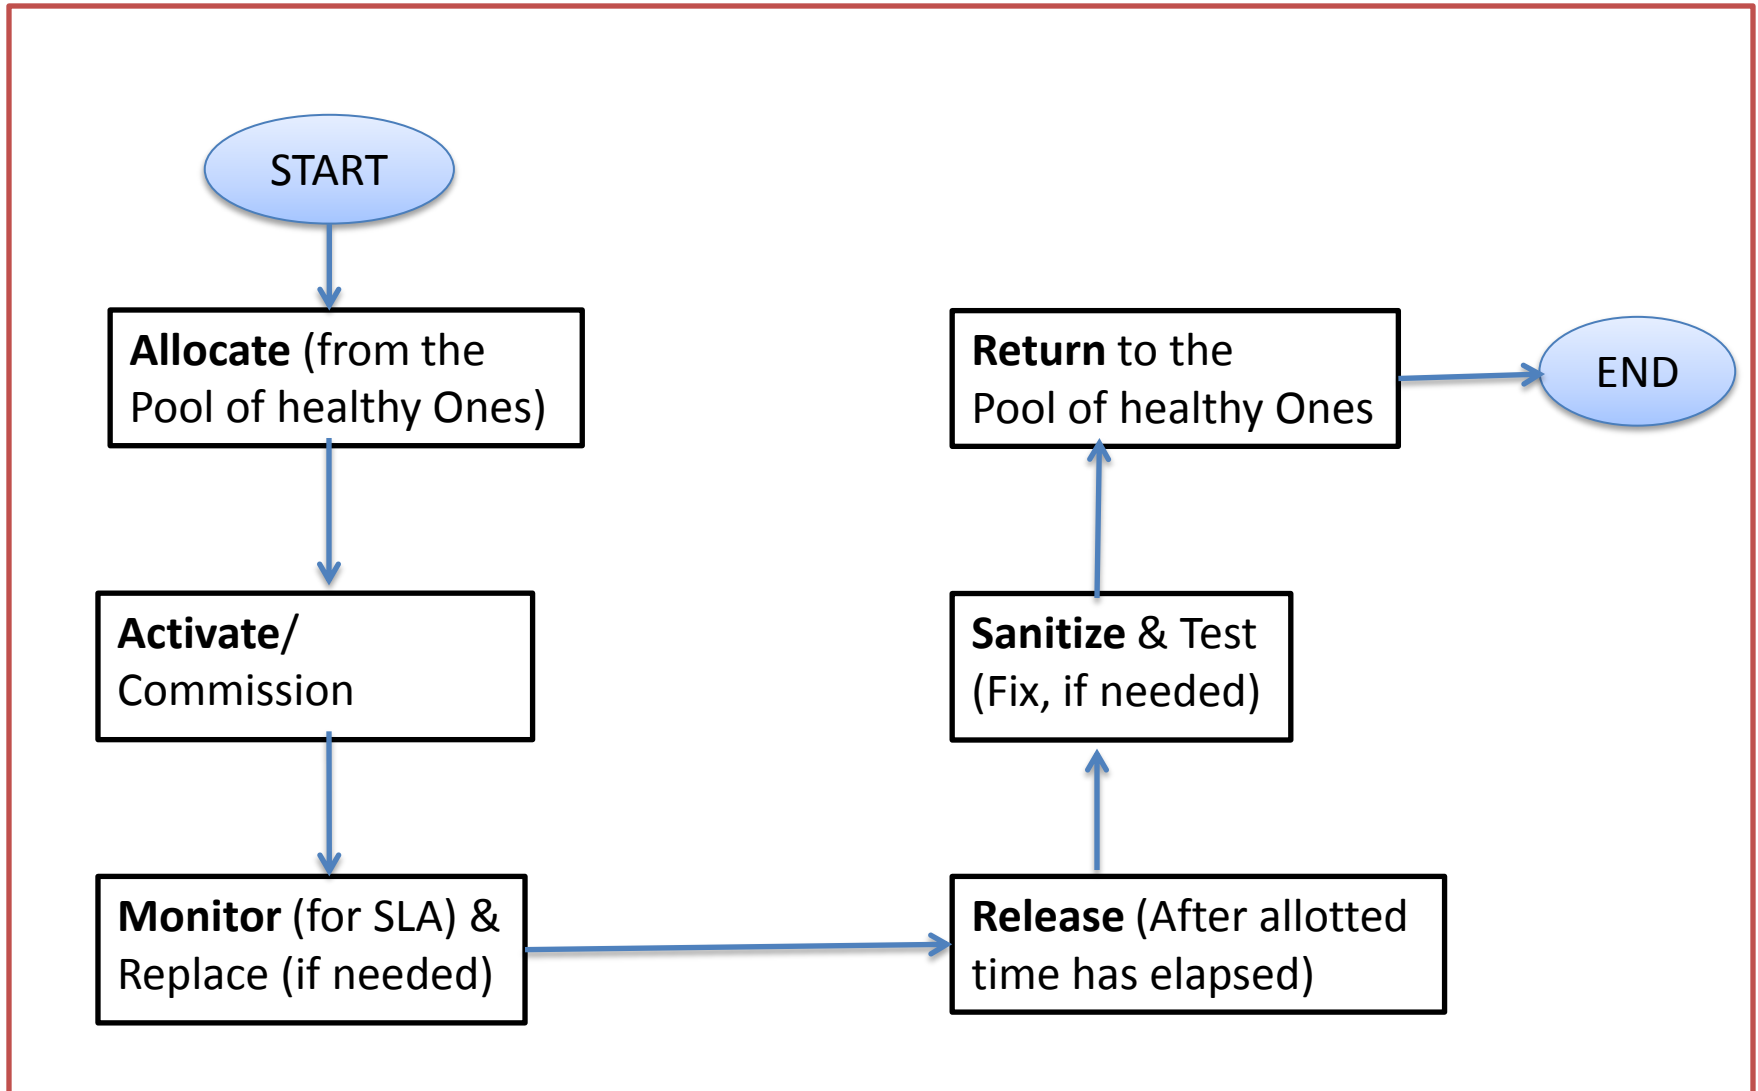 START
Allocate (from the
Pool of healthy Ones)
Activate/
Commission
Monitor (for SLA) &
Replace (if needed)
Release (After allotted
time has elapsed)
Sanitize & Test
(Fix, if needed)
Return to the
Pool of healthy Ones
END